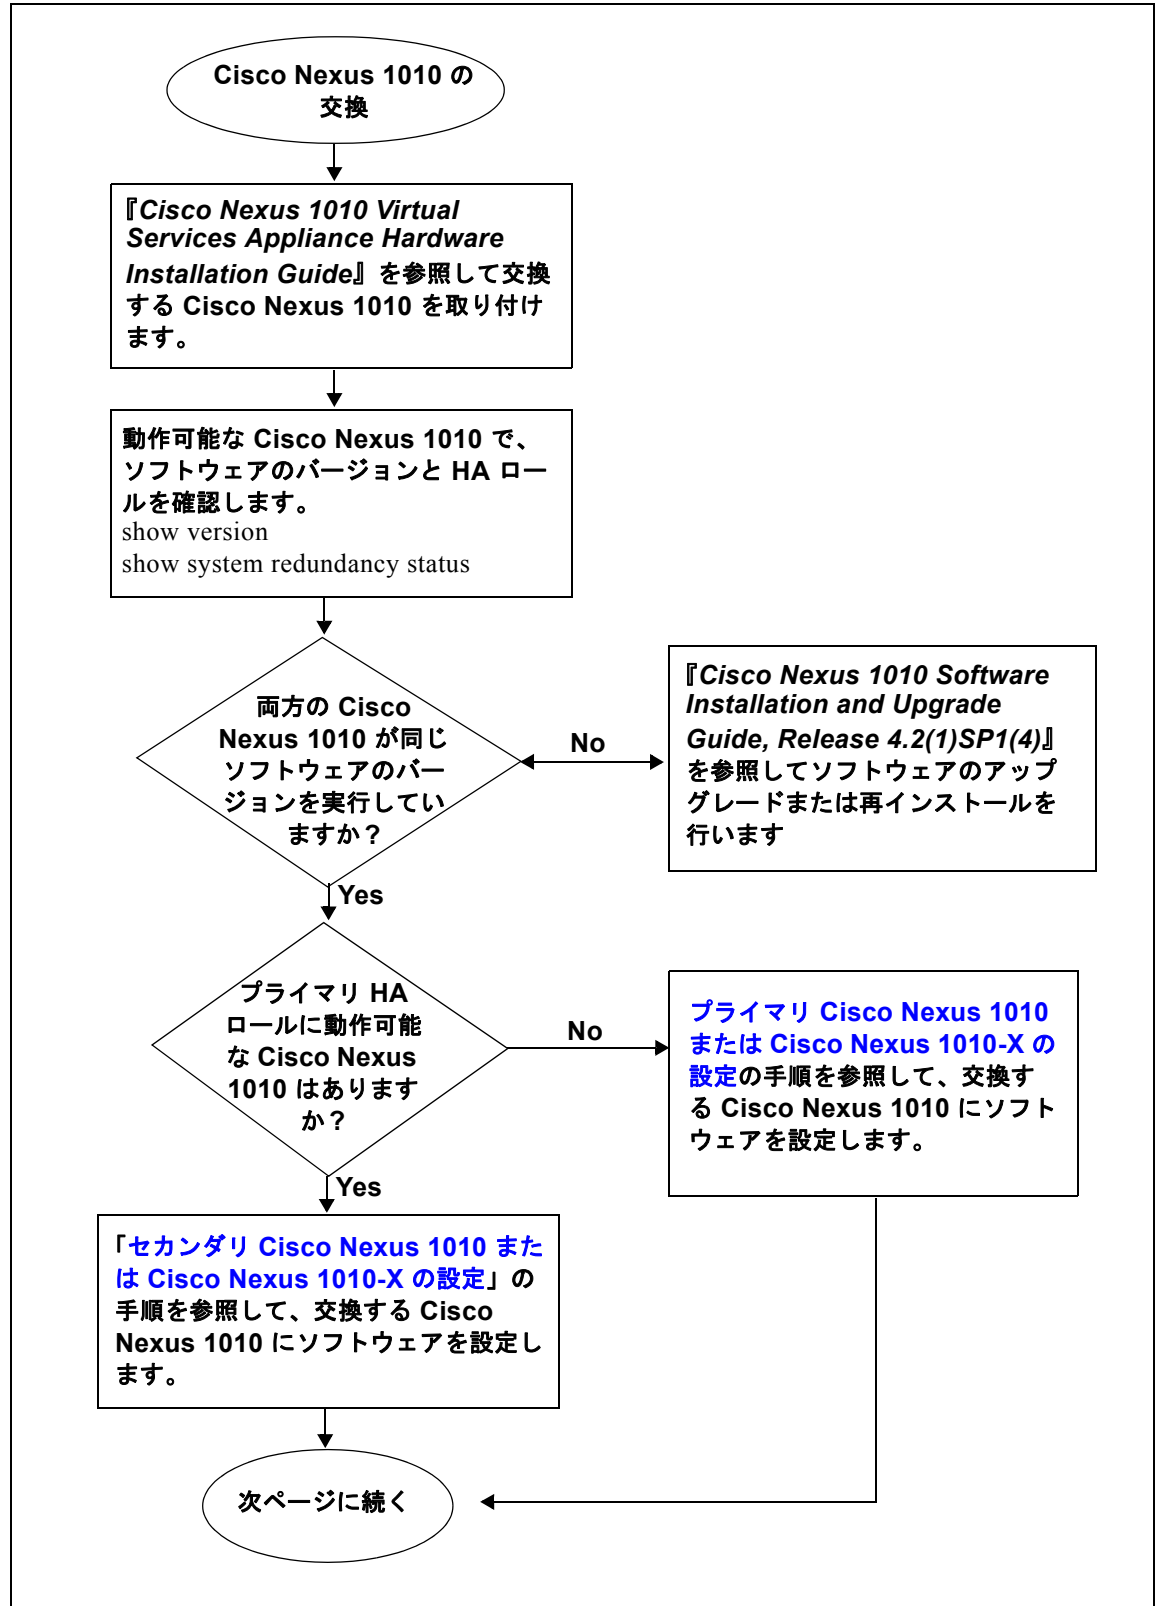 Cisco Nexus 1010 の
交換
『Cisco Nexus 1010 Virtual
Services Appliance Hardware
Installation Guide』を参照して交換
する Cisco Nexus 1010 を取り付け
ます。
動作可能な Cisco Nexus 1010 で、
ソフトウェアのバージョンと HA ロー
ルを確認します。
show version
show system redundancy status
両方の Cisco
Nexus 1010 が同じ
ソフトウェアのバー
ジョンを実行してい
ますか？
No
『Cisco Nexus 1010 Software
Installation and Upgrade
Guide, Release 4.2(1)SP1(4)』
を参照してソフトウェアのアップ
グレードまたは再インストールを
行います
Yes
プライマリ HA
ロールに動作可能
な Cisco Nexus
1010 はあります
か？
No
プライマリ Cisco Nexus 1010
または Cisco Nexus 1010-X の
設定の手順を参照して、交換す
る Cisco Nexus 1010 にソフト
ウェアを設定します。
Yes
「セカンダリ Cisco Nexus 1010 また
は Cisco Nexus 1010-X の設定」の
手順を参照して、交換する Cisco
Nexus 1010 にソフトウェアを設定し
ます。
次ページに続く